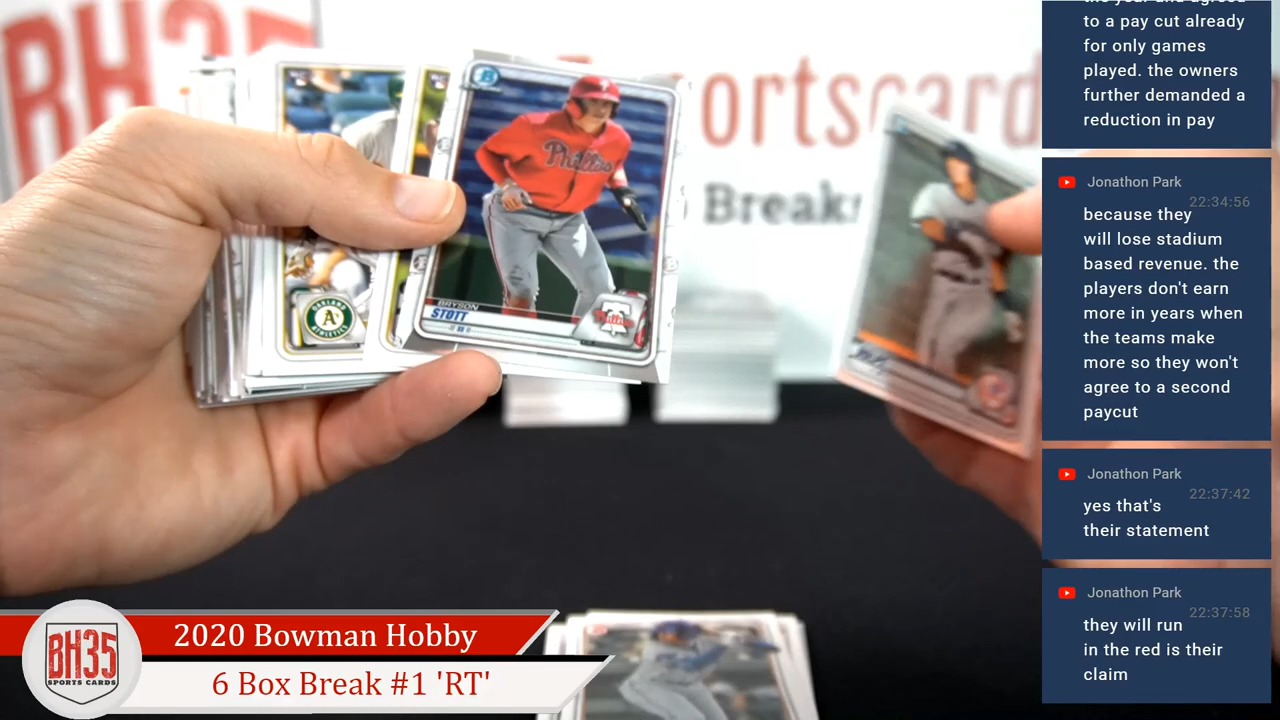 BH35
ortscard
Breaks
Phillies
BRYSON
STOTT
OAKLAND
ATHLETICS
A's
the year and agreed
to a pay cut already
for only games
played. the owners
further demanded a
reduction in pay
Jonathon Park
22:34:56
because they
will lose stadium
based revenue. the
players don't earn
more in years when
the teams make
more so they won't
agree to a second
paycut
Jonathon Park
22:37:42
yes that's
their statement
Jonathon Park
22:37:58
they will run
in the red is their
claim
BH35
SPORTS CARDS
2020 Bowman Hobby
6 Box Break #1 'RT'